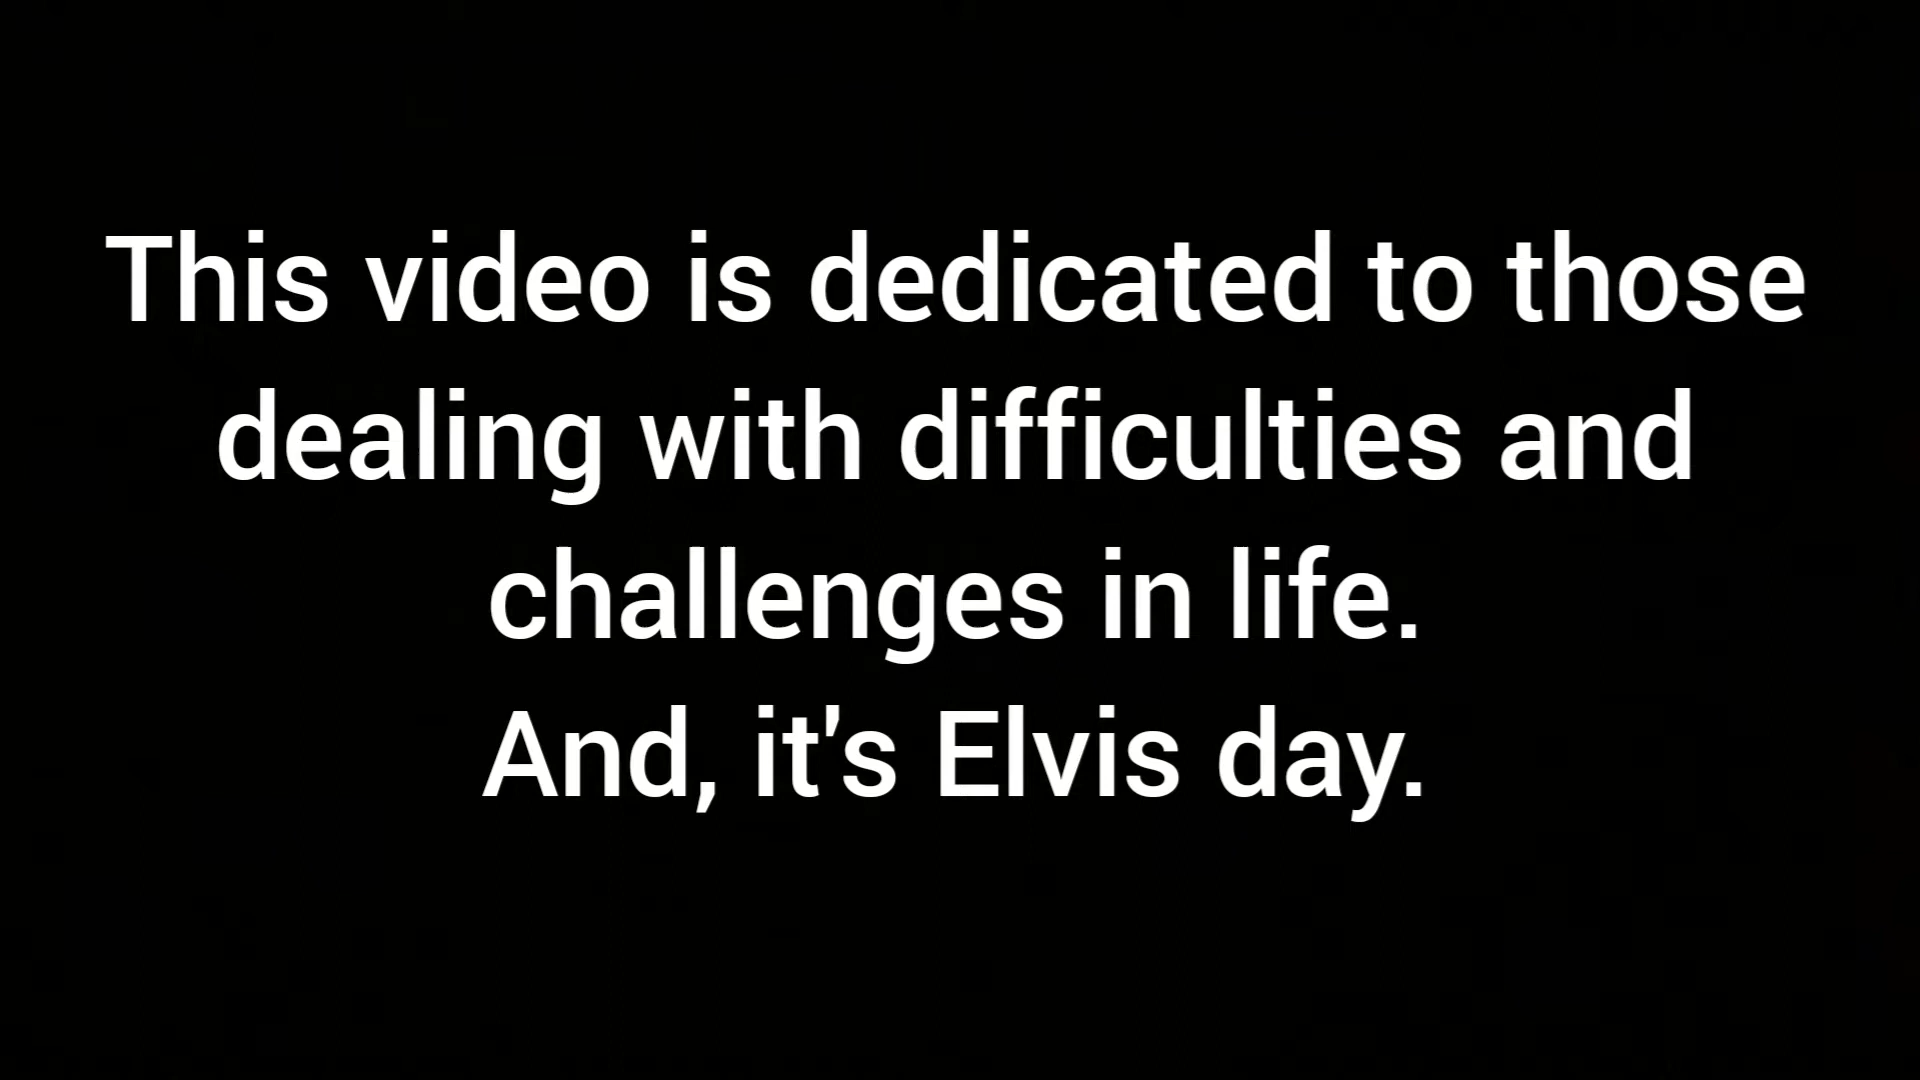 This video is dedicated to those
dealing with difficulties and
challenges in life.
And, it's Elvis day.